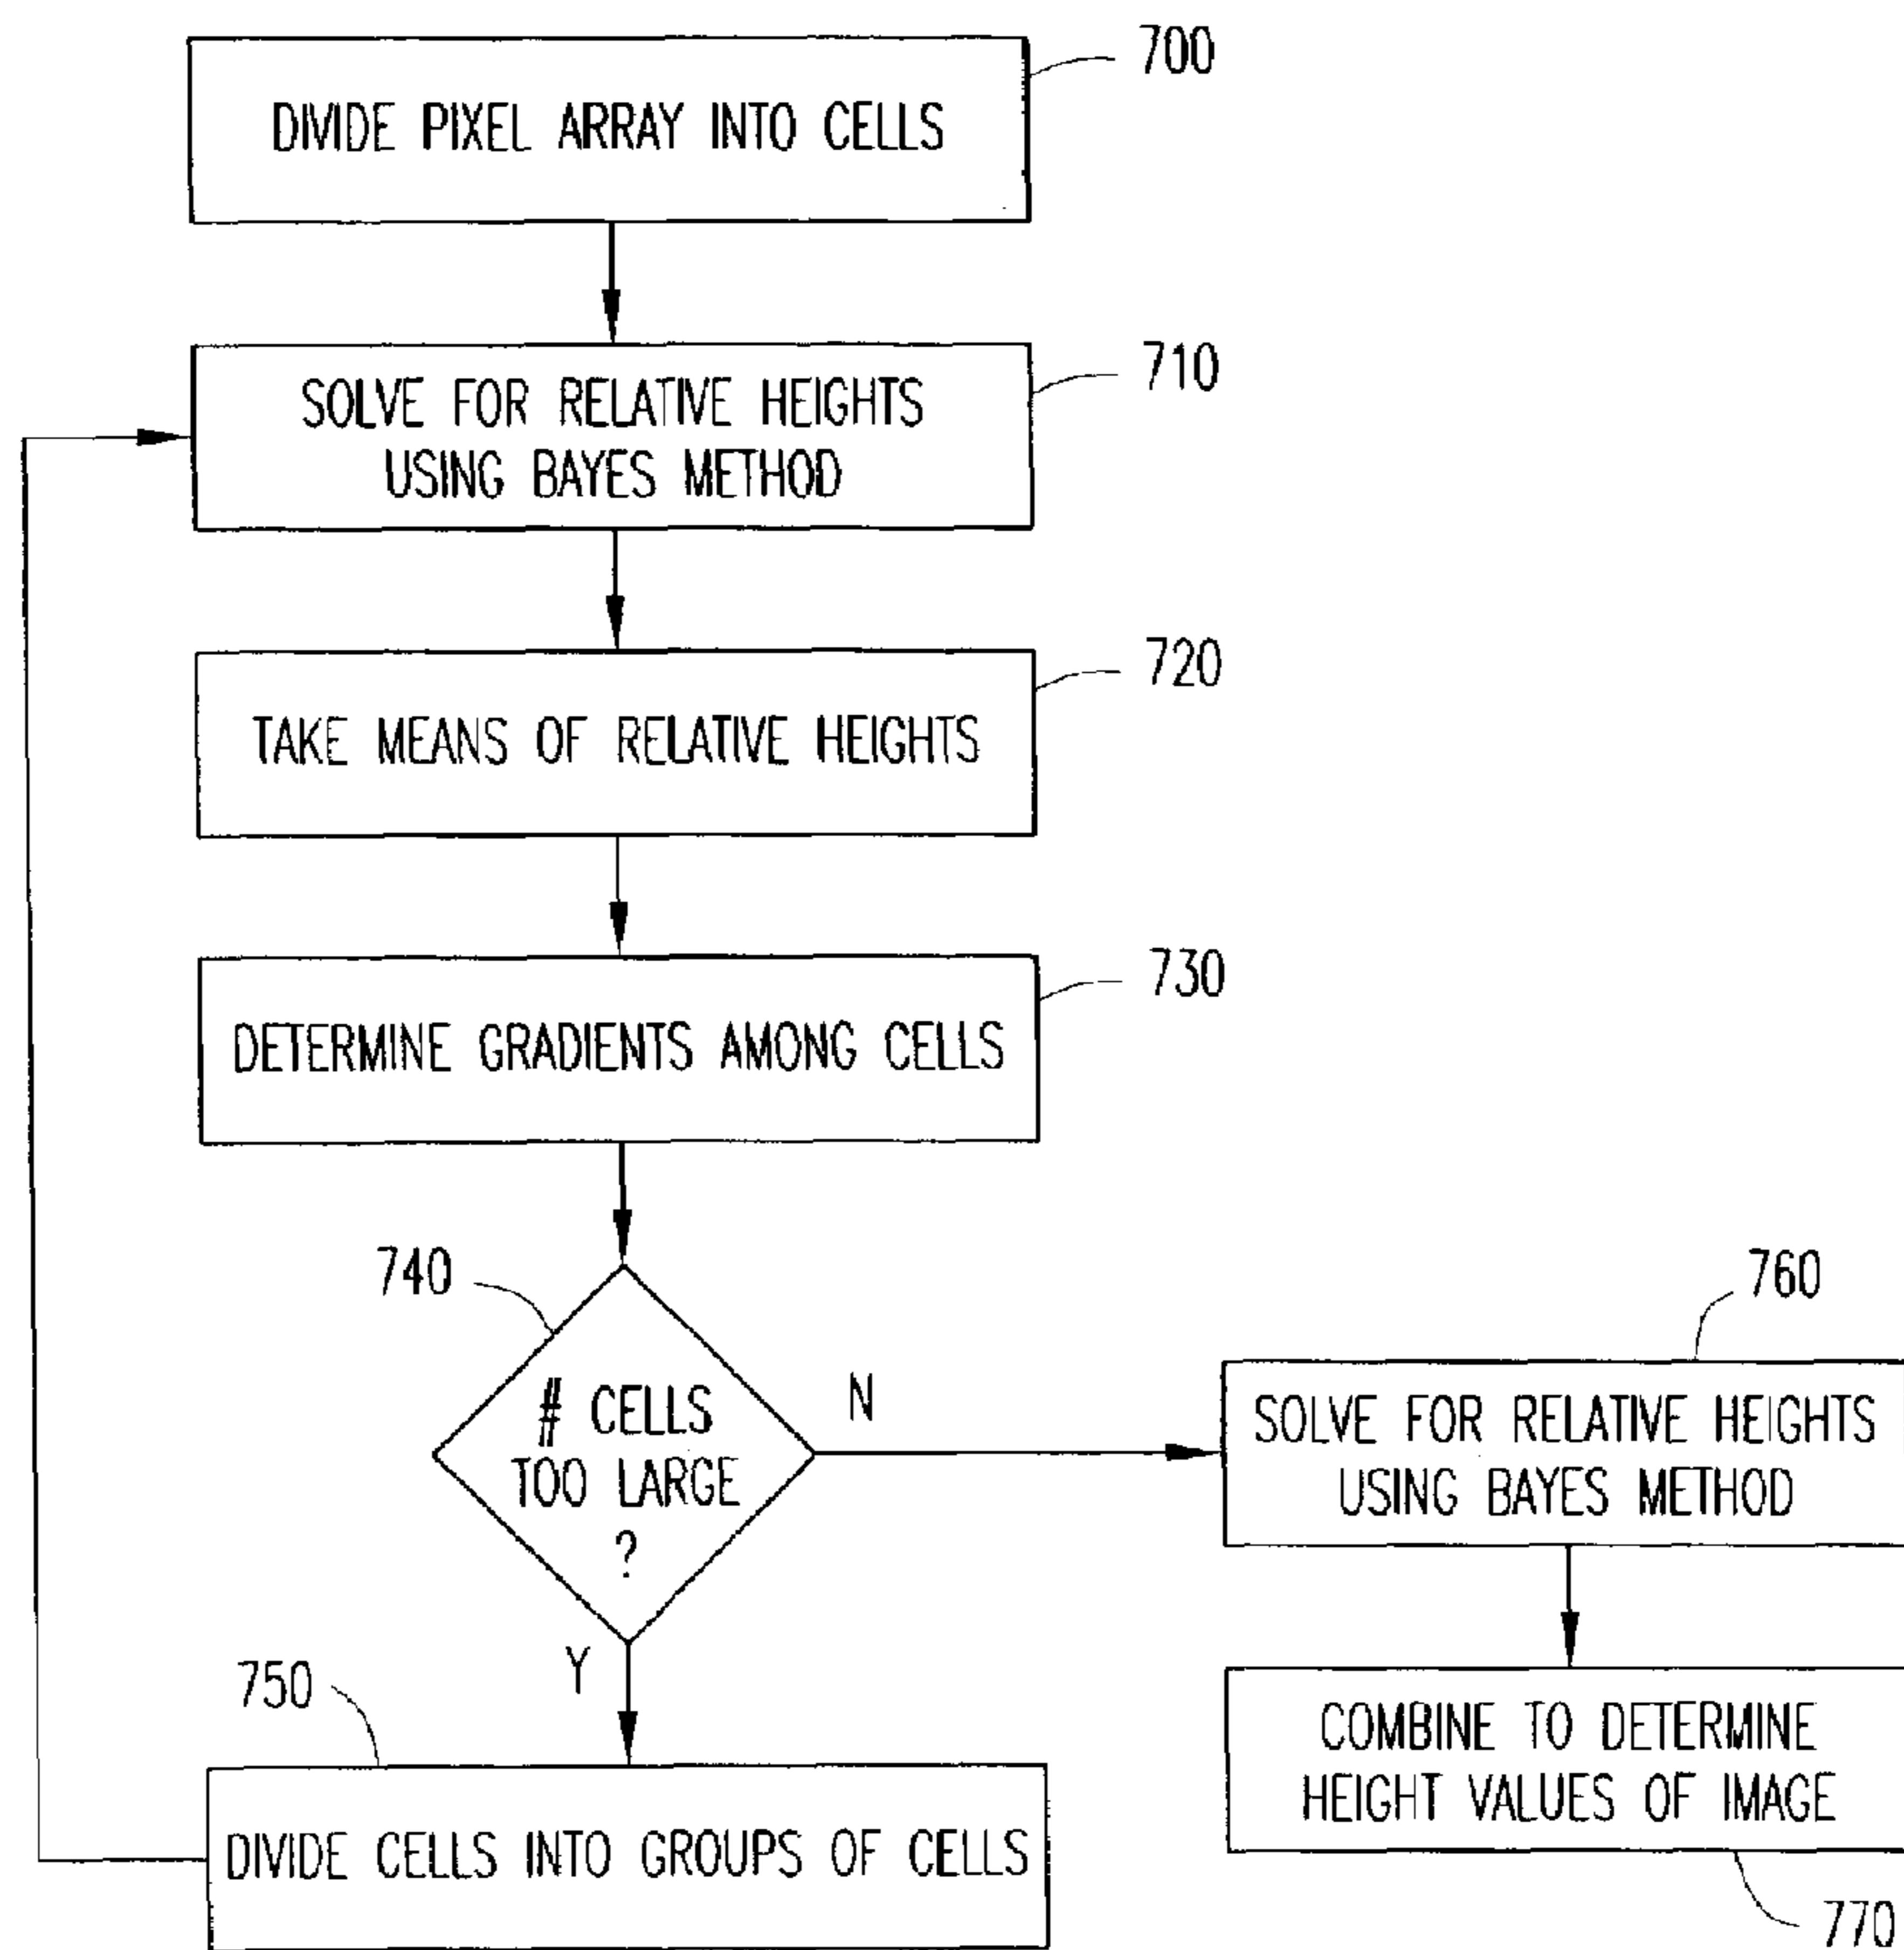 700
DIVIDE PIXEL ARRAY INTO CELLS
710
SOLVE FOR RELATIVE HEIGHTS
USING BAYES METHOD
720
TAKE MEANS OF RELATIVE HEIGHTS
730
DETERMINE GRADIENTS AMONG CELLS
740
# CELLS
TOO LARGE
?
N
Y
750
DIVIDE CELLS INTO GROUPS OF CELLS
760
SOLVE FOR RELATIVE HEIGHTS
USING BAYES METHOD
COMBINE TO DETERMINE
HEIGHT VALUES OF IMAGE
770